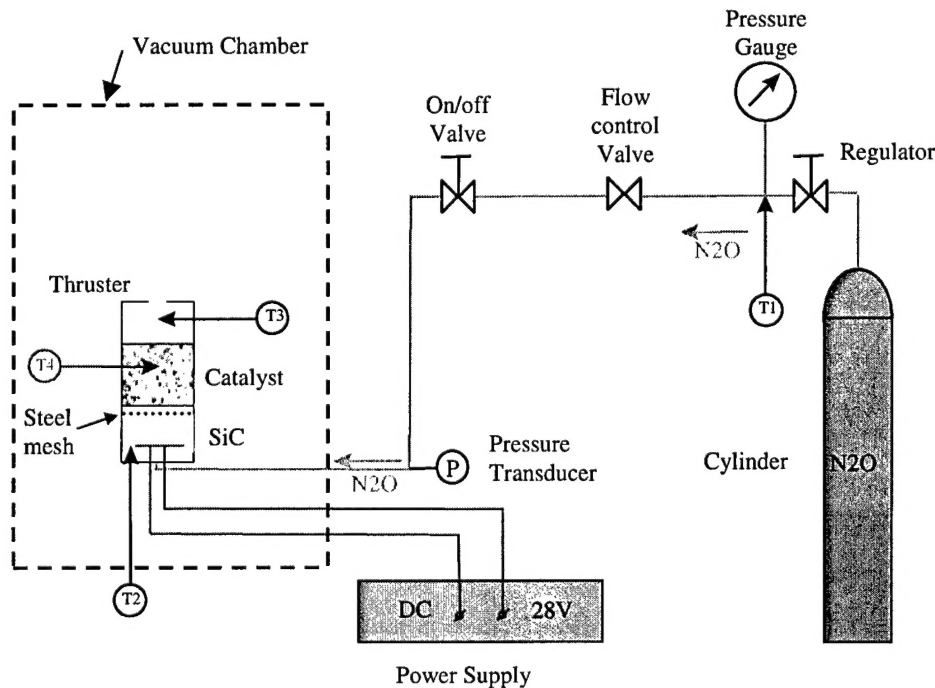 Vacuum Chamber
Pressure
Gauge
On/off
Valve
Flow
control
Valve
Regulator
N2O
T1
Thruster
T3
T4
Catalyst
Steel
mesh
SiC
N2O
P
Pressure
Transducer
Cylinder
N2O
T2
DC
28V
Power Supply